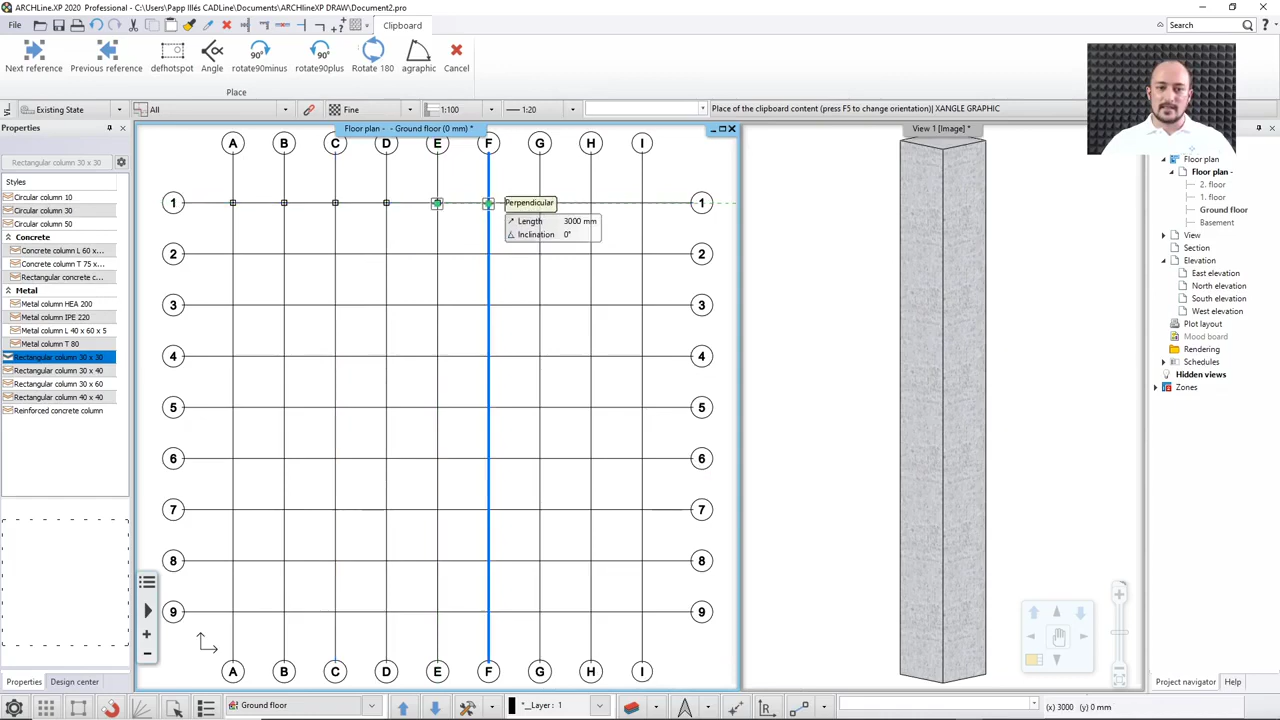 ARCHLine.XP 2020 Professional - C:\Users\Papp Illés CADLine\Documents\ARCHlineXP DRAW\Document2.pro
File
Clipboard
Search
?
90° 90°
Next reference Previous reference defhotspot Angle rotate90minus rotate90plus Rotate 180 agraphic Cancel
Place
Existing State All Fine 1:100 1:20 Place of the clipboard content (press F5 to change orientation)| XANGLE GRAPHIC
Properties
Floor plan - - Ground floor (0 mm) *
View 1 [Image] *
Rectangular column 30 x 30
Styles
Circular column 10
Circular column 30
Circular column 50
Concrete
Concrete column L 60 x...
Concrete column T 75 x...
Rectangular concrete c...
Metal
Metal column HEA 200
Metal column IPE 220
Metal column L 40 x 60 x 5
Metal column T 80
Rectangular column 30 x 30
Rectangular column 30 x 40
Rectangular column 30 x 60
Rectangular column 40 x 40
Reinforced concrete column
A B C D E F G H I
1 1
Perpendicular
Length 3000 mm
Inclination 0°
2 2
3 3
4 4
5 5
6 6
7 7
8 8
9 9
A B C D E F G H I
Floor plan
Floor plan -
2. floor
1. floor
Ground floor
Basement
View
Section
Elevation
East elevation
North elevation
South elevation
West elevation
Plot layout
Mood board
Rendering
Schedules
Hidden views
Zones
Properties Design center
Project navigator Help
Ground floor
*__Layer : 1
(x) 3000 (y) 0 mm